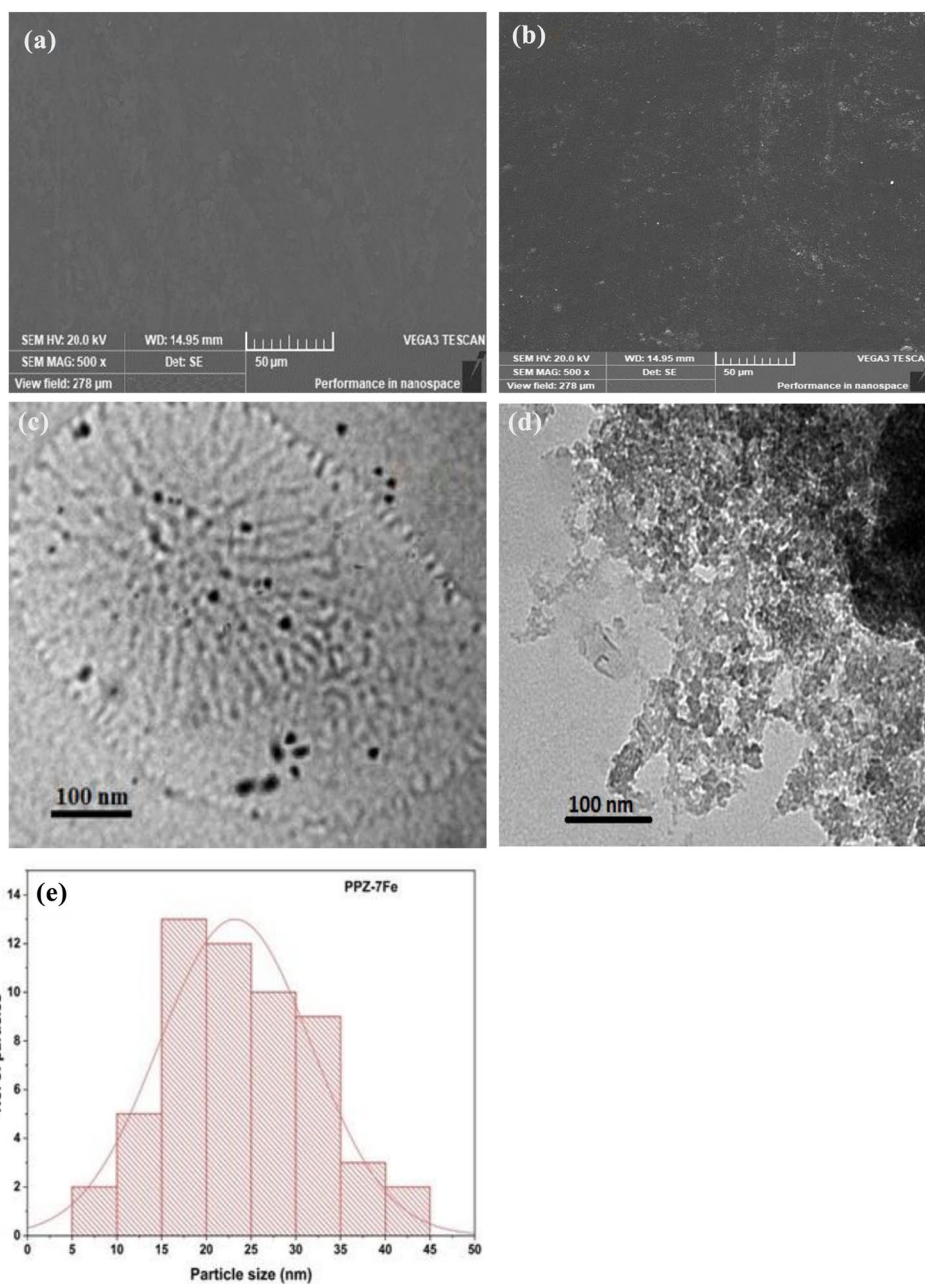 (a)
SEM HV: 20.0 kV WD: 14.95 mm VEGA3 TESCAN
SEM MAG: 500 x Det: SE 50 µm
View field: 278 µm Performance in nanospace
(b)
SEM HV: 20.0 kV WD: 14.95 mm VEGA3 TESCAN
SEM MAG: 500 x Det: SE 50 µm
View field: 278 µm Performance in nanospace
(c)
100 nm
(d)
100 nm
(e)
PPZ-7Fe
14
12
10
8
6
4
2
0
0 5 10 15 20 25 30 35 40 45 50
Particle size (nm)